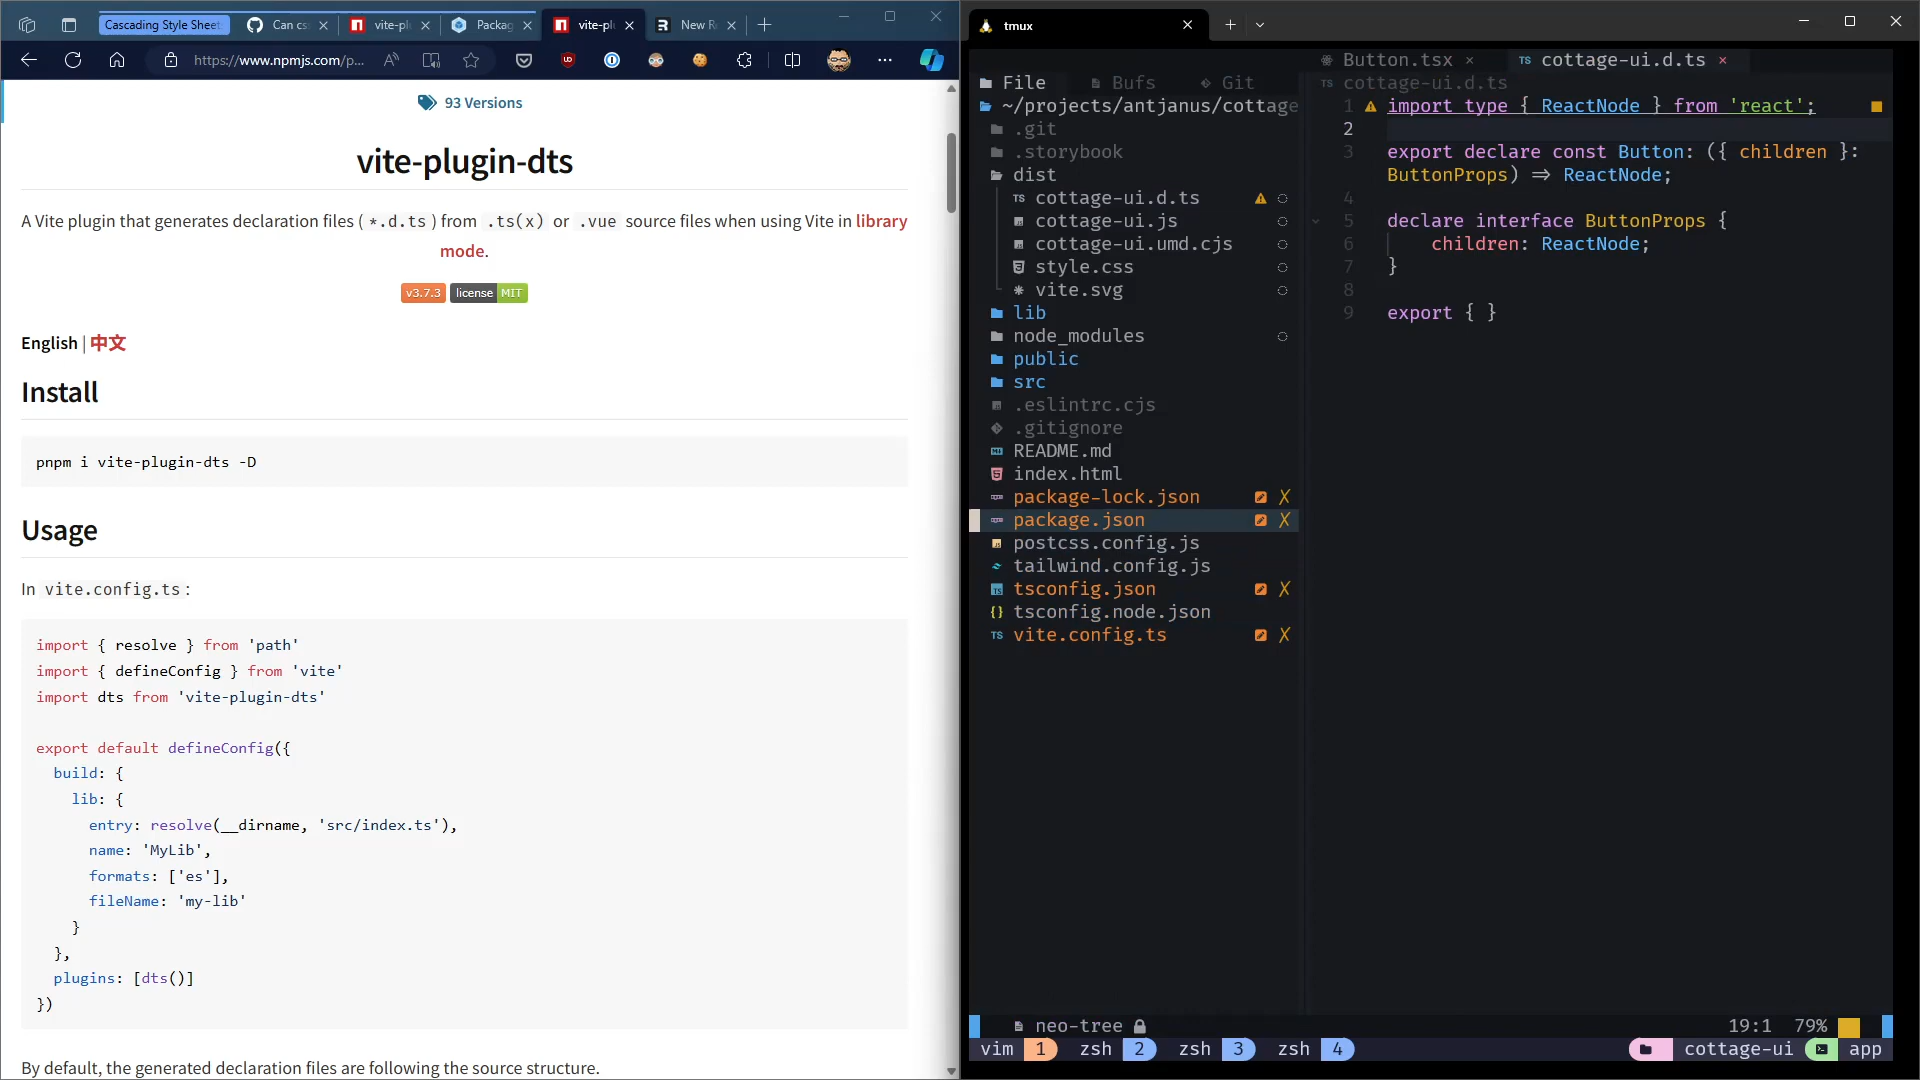 Cascading Style Sheet
Can cs
vite-pl
Packag
vite-pl
New R
https://www.npmjs.com/p...
93 Versions
vite-plugin-dts
A Vite plugin that generates declaration files ( *.d.ts ) from .ts(x) or .vue source files when using Vite in library
mode.
v3.7.3 license MIT
English | 中文
Install
pnpm i vite-plugin-dts -D
Usage
In vite.config.ts :
import { resolve } from 'path'
import { defineConfig } from 'vite'
import dts from 'vite-plugin-dts'
export default defineConfig({
build: {
lib: {
entry: resolve(__dirname, 'src/index.ts'),
name: 'MyLib',
formats: ['es'],
fileName: 'my-lib'
}
},
plugins: [dts()]
})
By default, the generated declaration files are following the source structure.
tmux
File Bufs Git
~/projects/antjanus/cottage
.git
.storybook
dist
TS cottage-ui.d.ts
cottage-ui.js
cottage-ui.umd.cjs
style.css
vite.svg
lib
node_modules
public
src
.eslintrc.cjs
.gitignore
README.md
index.html
package-lock.json
package.json
postcss.config.js
tailwind.config.js
tsconfig.json
{} tsconfig.node.json
TS vite.config.ts
Button.tsx × TS cottage-ui.d.ts ×
TS cottage-ui.d.ts
1 import type { ReactNode } from 'react';
2
3 export declare const Button: ({ children }:
ButtonProps) ⇒ ReactNode;
4
5 declare interface ButtonProps {
6 children: ReactNode;
7 }
8
9 export { }
neo-tree 19:1 79%
vim 1 zsh 2 zsh 3 zsh 4 cottage-ui app